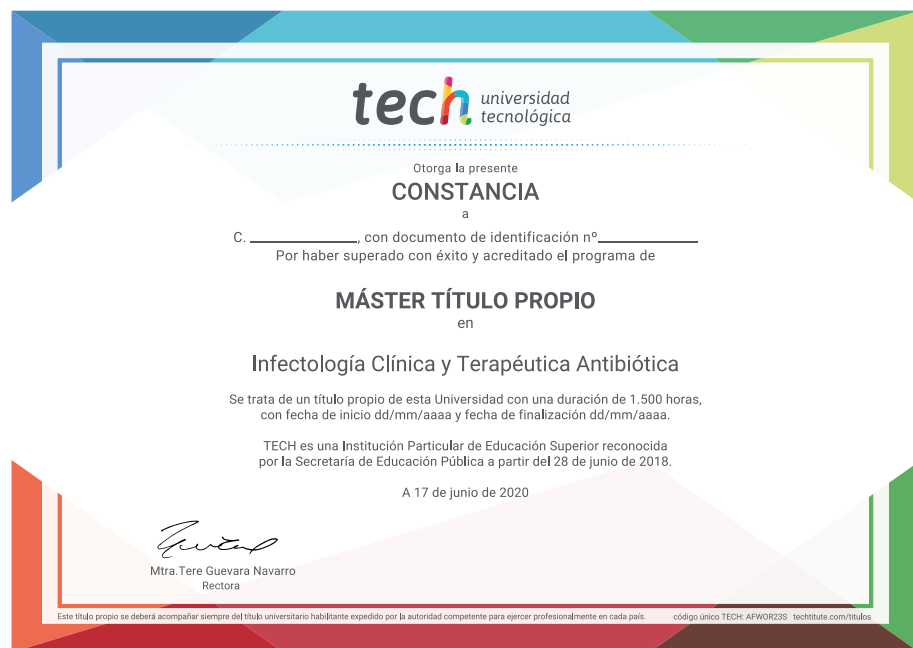 tech universidad
tecnológica
Otorga la presente
CONSTANCIA
a
C. ____________, con documento de identificación nº____________
Por haber superado con éxito y acreditado el programa de
MÁSTER TÍTULO PROPIO
en
Infectología Clínica y Terapéutica Antibiótica
Se trata de un título propio de esta Universidad con una duración de 1.500 horas,
con fecha de inicio dd/mm/aaaa y fecha de finalización dd/mm/aaaa.
TECH es una Institución Particular de Educación Superior reconocida
por la Secretaría de Educación Pública a partir del 28 de junio de 2018.
A 17 de junio de 2020
Mtra.Tere Guevara Navarro
Rectora
Este título propio se deberá acompañar siempre del título universitario habilitante expedido por la autoridad competente para ejercer profesionalmente en cada país. código único TECH: AFWOR23S techtitute.com/titulos